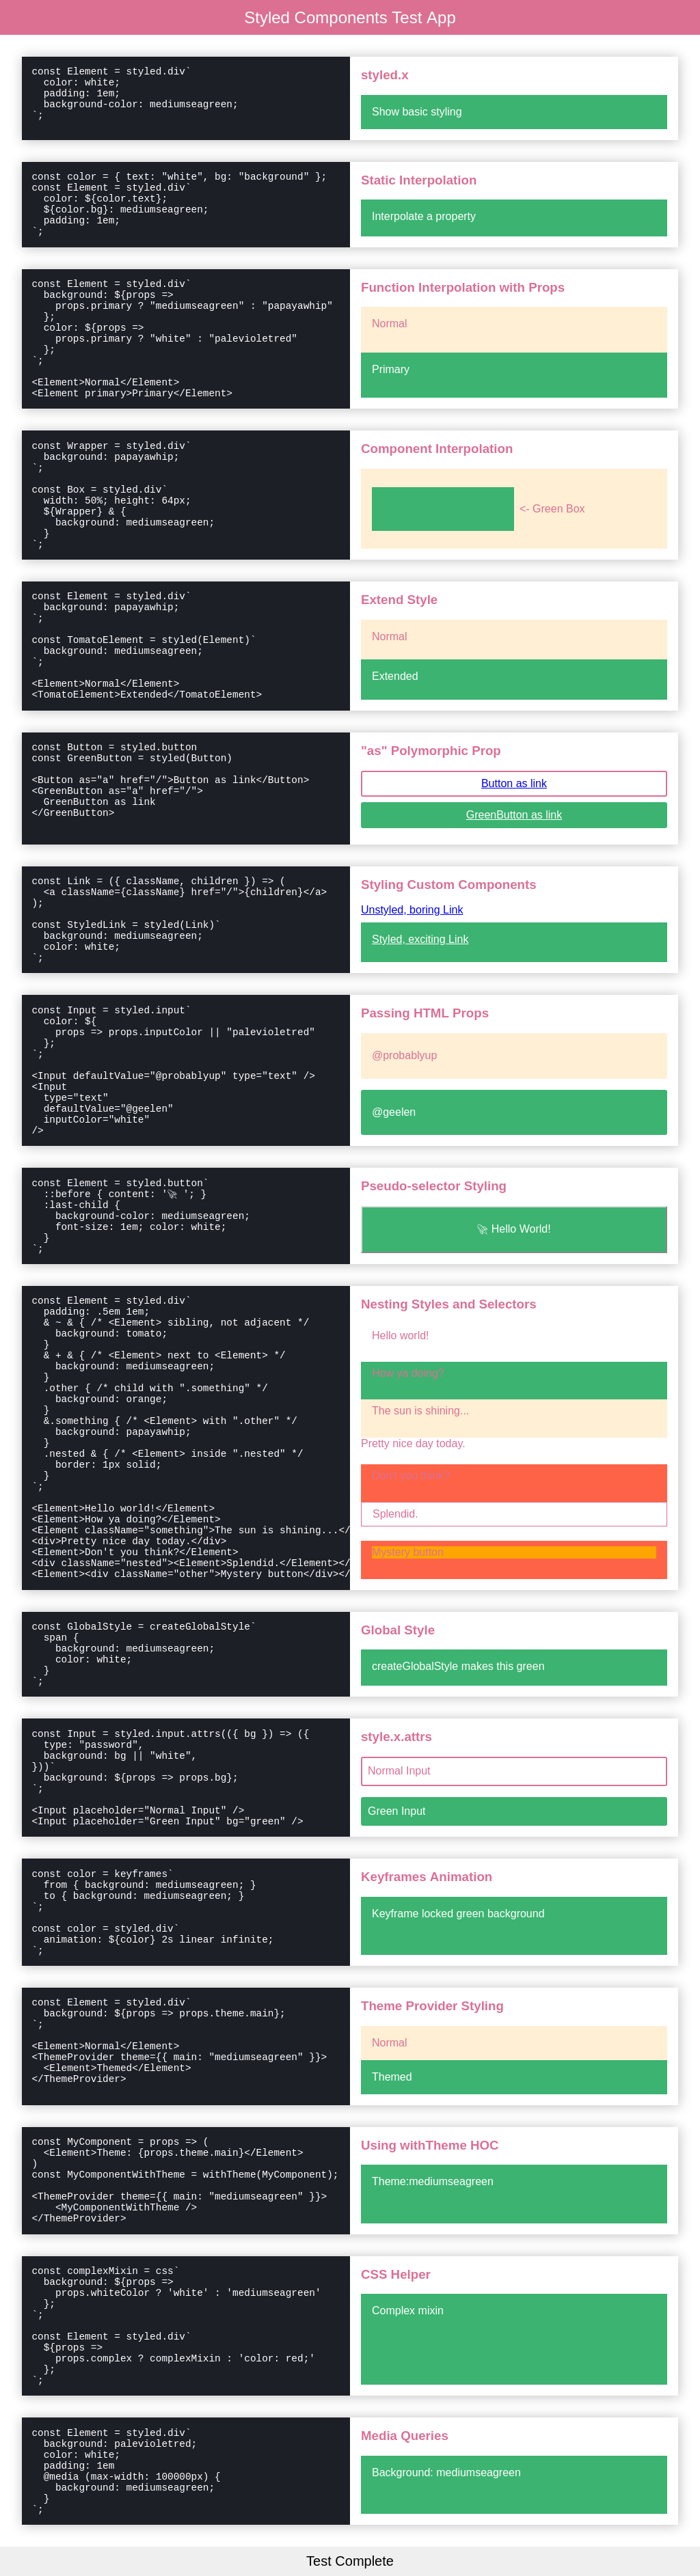 Styled Components Test App
const Element = styled.div`
  color: white;
  padding: 1em;
  background-color: mediumseagreen;
`;
styled.x
Show basic styling
const color = { text: "white", bg: "background" };
const Element = styled.div`
  color: ${color.text};
  ${color.bg}: mediumseagreen;
  padding: 1em;
`;
Static Interpolation
Interpolate a property
const Element = styled.div`
  background: ${props =>
    props.primary ? "mediumseagreen" : "papayawhip"
  };
  color: ${props =>
    props.primary ? "white" : "palevioletred"
  };
`;
<Element>Normal</Element>
<Element primary>Primary</Element>
Function Interpolation with Props
Normal
Primary
const Wrapper = styled.div`
  background: papayawhip;
`;
const Box = styled.div`
  width: 50%; height: 64px;
  ${Wrapper} & {
    background: mediumseagreen;
  }
`;
Component Interpolation
<- Green Box
const Element = styled.div`
  background: papayawhip;
`;
const TomatoElement = styled(Element)`
  background: mediumseagreen;
`;
<Element>Normal</Element>
<TomatoElement>Extended</TomatoElement>
Extend Style
Normal
Extended
const Button = styled.button
const GreenButton = styled(Button)
<Button as="a" href="/">Button as link</Button>
<GreenButton as="a" href="/">
  GreenButton as link
</GreenButton>
"as" Polymorphic Prop
Button as link
GreenButton as link
const Link = ({ className, children }) => (
  <a className={className} href="/">{children}</a>
);
const StyledLink = styled(Link)`
  background: mediumseagreen;
  color: white;
`;
Styling Custom Components
Unstyled, boring Link
Styled, exciting Link
const Input = styled.input`
  color: ${
    props => props.inputColor || "palevioletred"
  };
`;
<Input defaultValue="@probablyup" type="text" />
<Input
  type="text"
  defaultValue="@geelen"
  inputColor="white"
/>
Passing HTML Props
@probablyup
@geelen
const Element = styled.button`
  ::before { content: '🚀 '; }
  :last-child {
    background-color: mediumseagreen;
    font-size: 1em; color: white;
  }
`;
Pseudo-selector Styling
🚀 Hello World!
const Element = styled.div`
  padding: .5em 1em;
  & ~ & { /* <Element> sibling, not adjacent */
    background: tomato;
  }
  & + & { /* <Element> next to <Element> */
    background: mediumseagreen;
  }
  .other { /* child with ".something" */
    background: orange;
  }
  &.something { /* <Element> with ".other" */
    background: papayawhip;
  }
  .nested & { /* <Element> inside ".nested" */
    border: 1px solid;
  }
`;
<Element>Hello world!</Element>
<Element>How ya doing?</Element>
<Element className="something">The sun is shining...</
<div>Pretty nice day today.</div>
<Element>Don't you think?</Element>
<div className="nested"><Element>Splendid.</Element></
<Element><div className="other">Mystery button</div></
Nesting Styles and Selectors
Hello world!
How ya doing?
The sun is shining...
Pretty nice day today.
Don't you think?
Splendid.
Mystery button
const GlobalStyle = createGlobalStyle`
  span {
    background: mediumseagreen;
    color: white;
  }
`;
Global Style
createGlobalStyle makes this green
const Input = styled.input.attrs(({ bg }) => ({
  type: "password",
  background: bg || "white",
}))`
  background: ${props => props.bg};
`;
<Input placeholder="Normal Input" />
<Input placeholder="Green Input" bg="green" />
style.x.attrs
Normal Input
Green Input
const color = keyframes`
  from { background: mediumseagreen; }
  to { background: mediumseagreen; }
`;
const color = styled.div`
  animation: ${color} 2s linear infinite;
`;
Keyframes Animation
Keyframe locked green background
const Element = styled.div`
  background: ${props => props.theme.main};
`;
<Element>Normal</Element>
<ThemeProvider theme={{ main: "mediumseagreen" }}>
  <Element>Themed</Element>
</ThemeProvider>
Theme Provider Styling
Normal
Themed
const MyComponent = props => (
  <Element>Theme: {props.theme.main}</Element>
)
const MyComponentWithTheme = withTheme(MyComponent);
<ThemeProvider theme={{ main: "mediumseagreen" }}>
    <MyComponentWithTheme />
</ThemeProvider>
Using withTheme HOC
Theme:mediumseagreen
const complexMixin = css`
  background: ${props =>
    props.whiteColor ? 'white' : 'mediumseagreen'
  };
`;
const Element = styled.div`
  ${props =>
    props.complex ? complexMixin : 'color: red;'
  };
`;
CSS Helper
Complex mixin
const Element = styled.div`
  background: palevioletred;
  color: white;
  padding: 1em
  @media (max-width: 100000px) {
    background: mediumseagreen;
  }
`;
Media Queries
Background: mediumseagreen
Test Complete